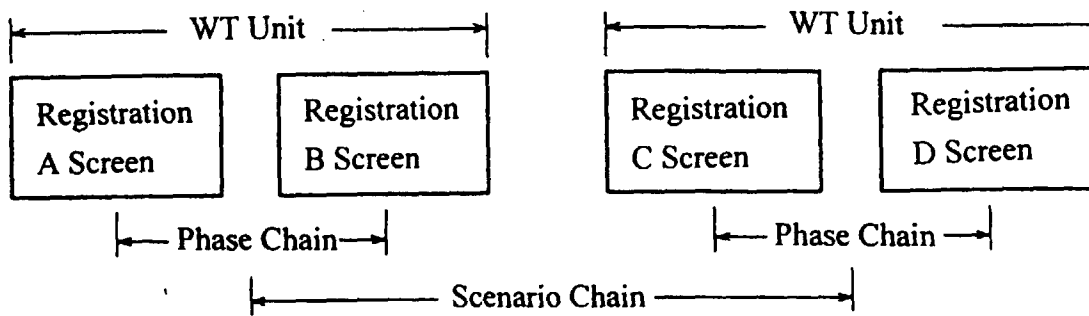 WT Unit
WT Unit
Registration
A Screen
Registration
B Screen
Registration
C Screen
Registration
D Screen
Phase Chain
Phase Chain
Scenario Chain